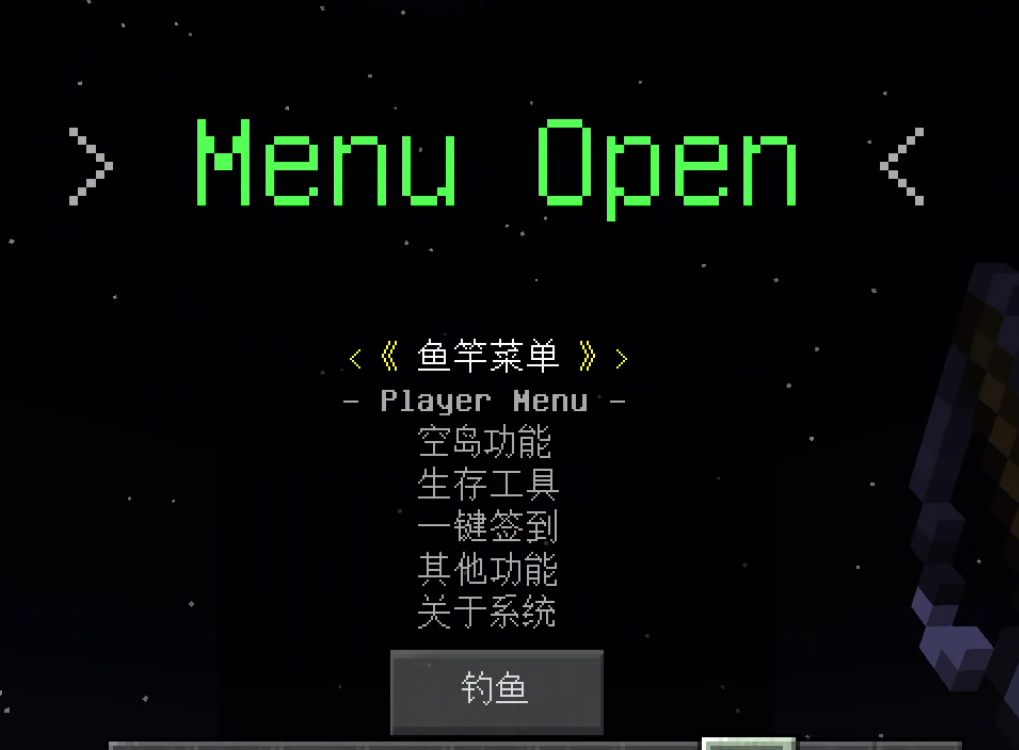 > Menu Open <
<《 鱼竿菜单 》>
- Player Menu -
空岛功能
生存工具
一键签到
其他功能
关于系统
钓鱼